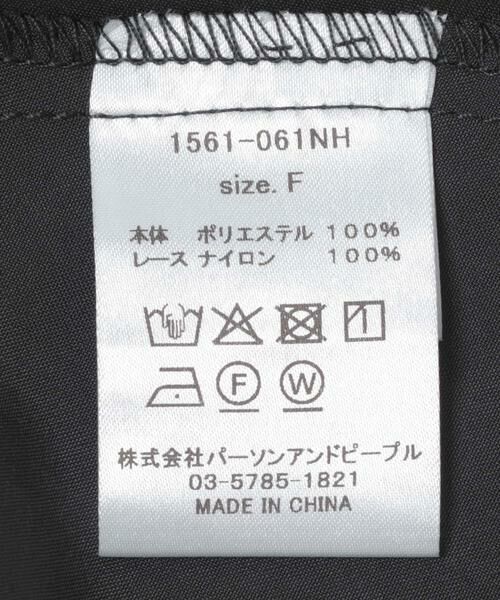 1561-061NH
size. F
本体 ポリエステル 100%
レース ナイロン 100%
F W
株式会社パーソンアンドピープル
03-5785-1821
MADE IN CHINA